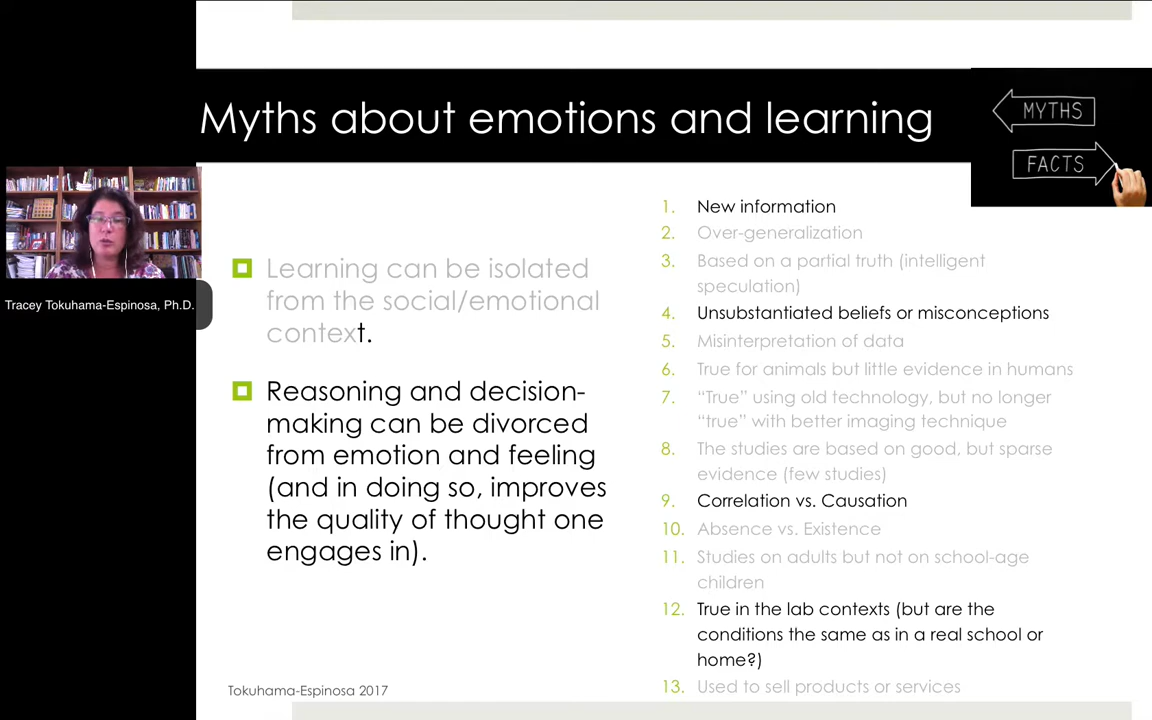 Myths about emotions and learning
MYTHS
FACTS
Tracey Tokuhama-Espinosa, Ph.D.
Learning can be isolated
from the social/emotional
context.
Reasoning and decision-
making can be divorced
from emotion and feeling
(and in doing so, improves
the quality of thought one
engages in).
1. New information
2. Over-generalization
3. Based on a partial truth (intelligent
speculation)
4. Unsubstantiated beliefs or misconceptions
5. Misinterpretation of data
6. True for animals but little evidence in humans
7. “True” using old technology, but no longer
“true” with better imaging technique
8. The studies are based on good, but sparse
evidence (few studies)
9. Correlation vs. Causation
10. Absence vs. Existence
11. Studies on adults but not on school-age
children
12. True in the lab contexts (but are the
conditions the same as in a real school or
home?)
13. Used to sell products or services
Tokuhama-Espinosa 2017